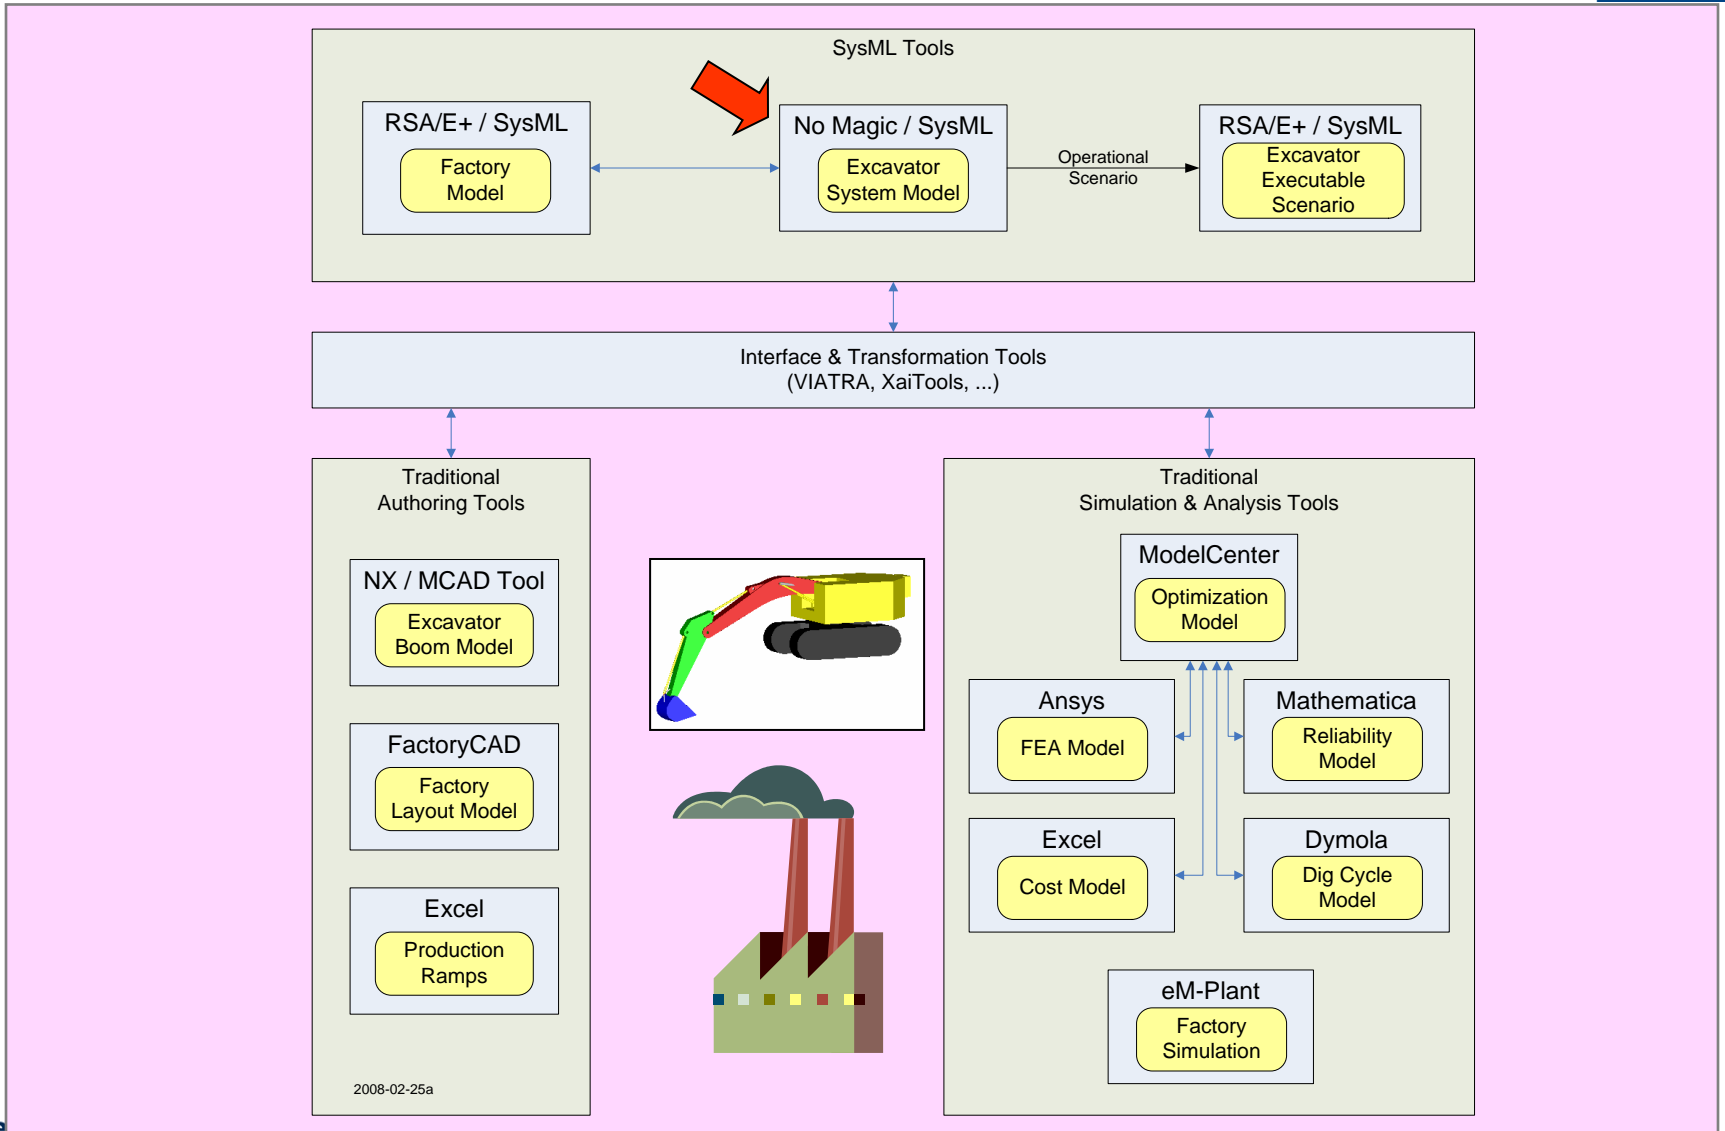 SysML Tools
RSA/E+ / SysML
Factory
Model
No Magic / SysML
Excavator
System Model
Operational
Scenario
RSA/E+ / SysML
Excavator
Executable
Scenario
Interface & Transformation Tools
(VIATRA, XaiTools, ...)
Traditional
Authoring Tools
NX / MCAD Tool
Excavator
Boom Model
FactoryCAD
Factory
Layout Model
Excel
Production
Ramps
2008-02-25a
Traditional
Simulation & Analysis Tools
ModelCenter
Optimization
Model
Ansys
FEA Model
Mathematica
Reliability
Model
Excel
Cost Model
Dymola
Dig Cycle
Model
eM-Plant
Factory
Simulation